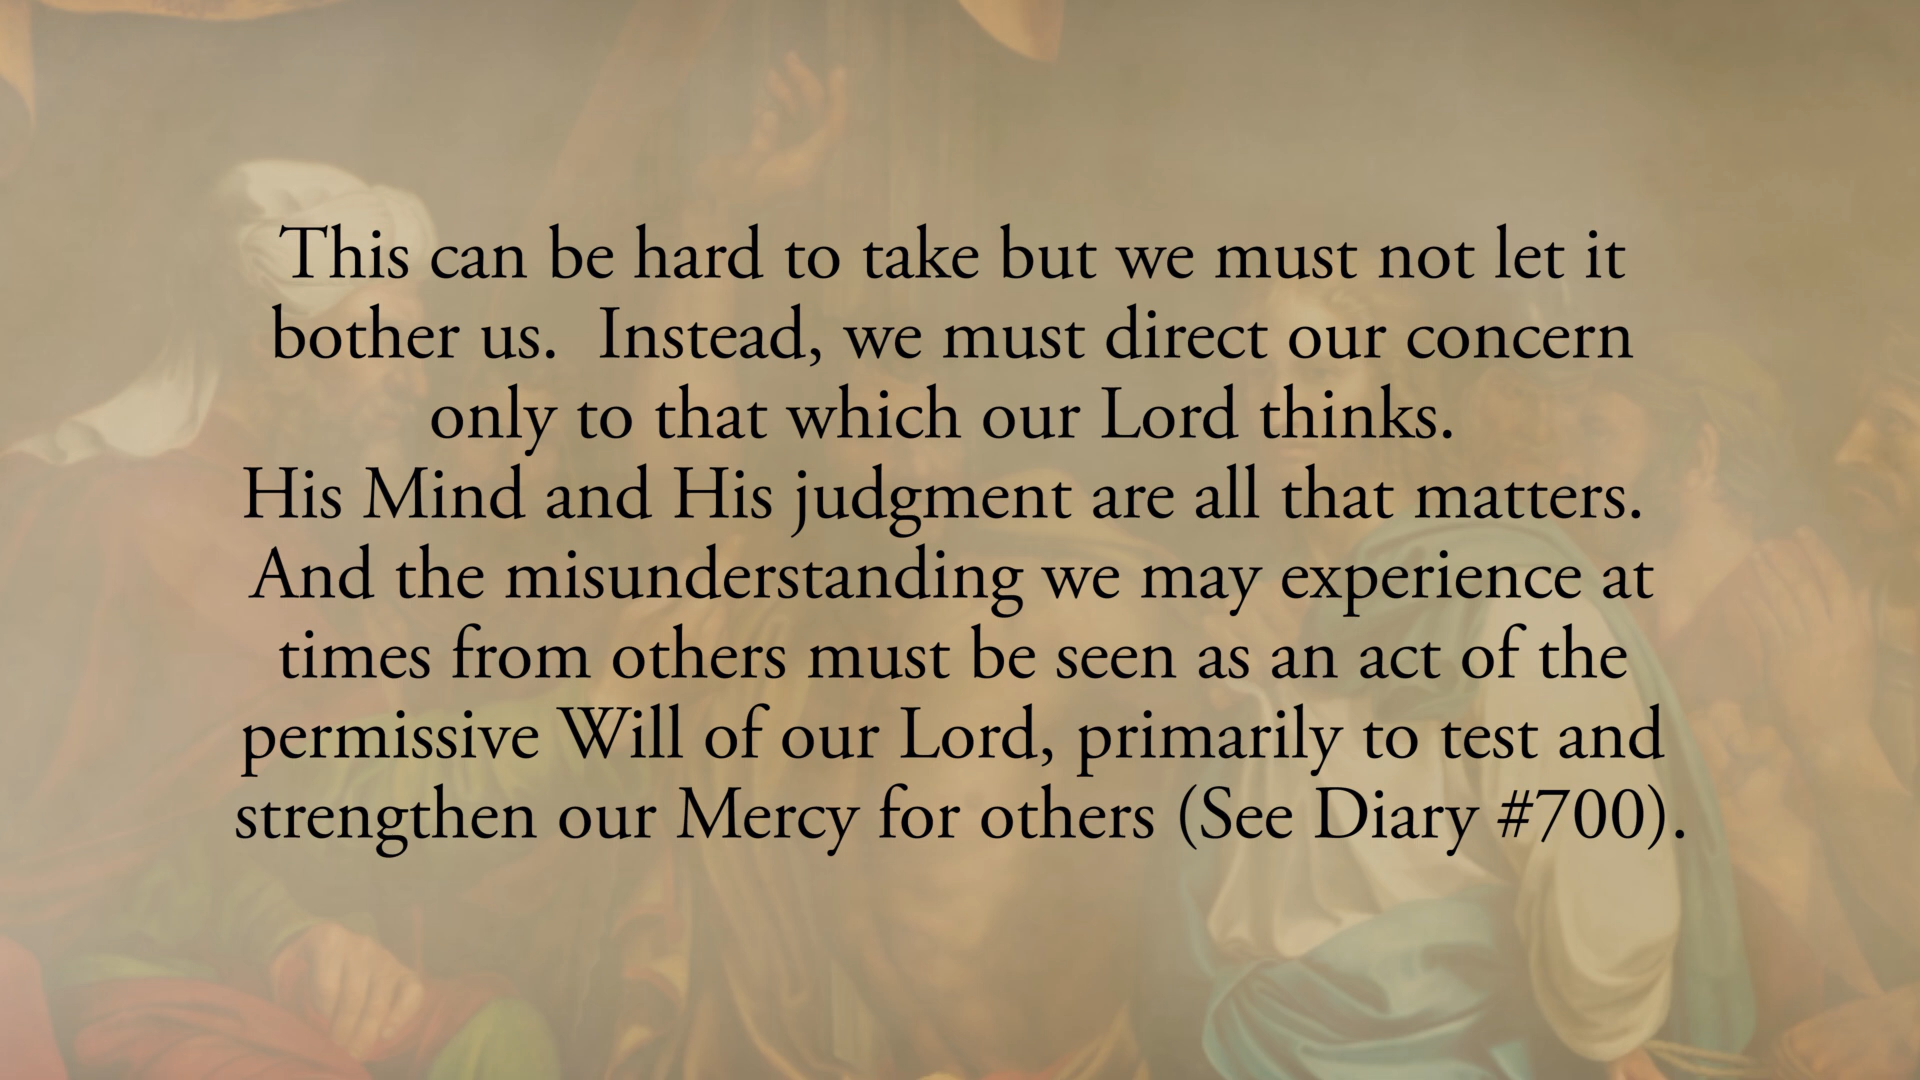 This can be hard to take but we must not let it
bother us.  Instead, we must direct our concern
only to that which our Lord thinks.
His Mind and His judgment are all that matters.
And the misunderstanding we may experience at
times from others must be seen as an act of the
permissive Will of our Lord, primarily to test and
strengthen our Mercy for others (See Diary #700).